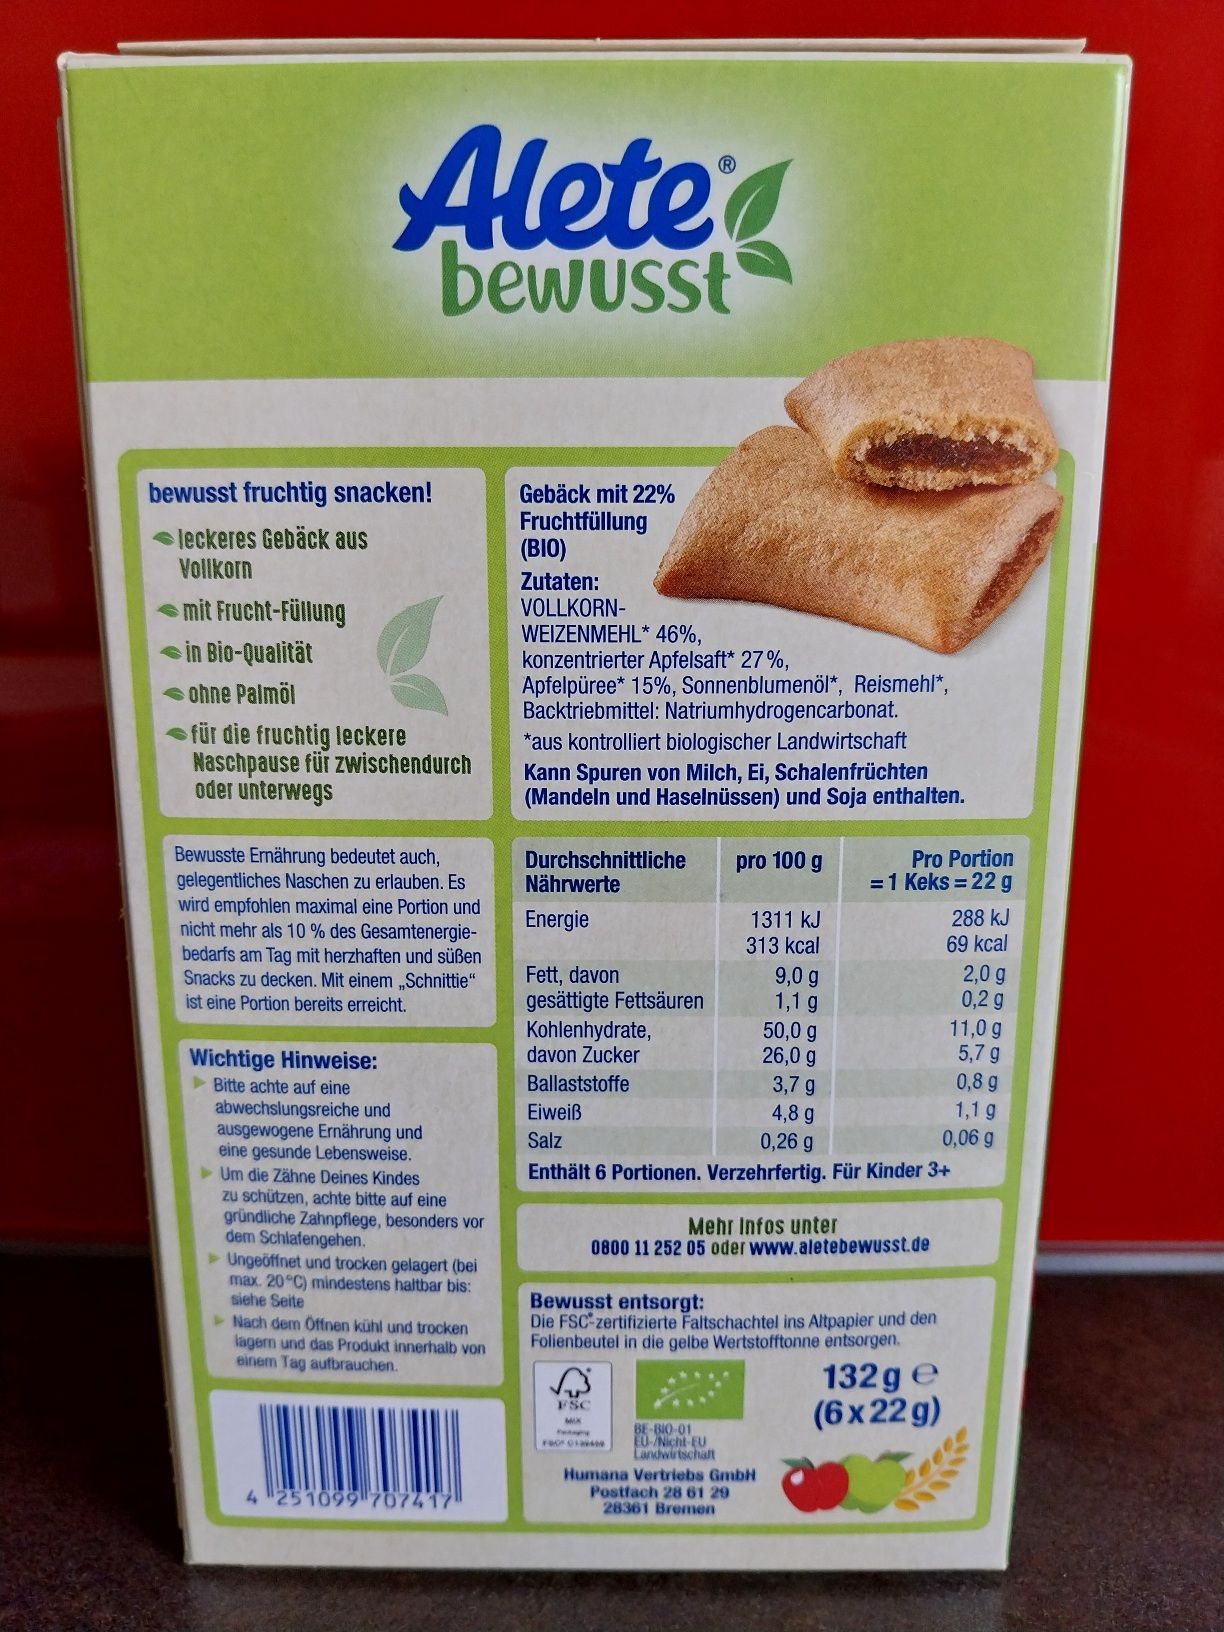 Alete®
bewusst
bewusst fruchtig snacken!
leckeres Gebäck aus
Vollkorn
mit Frucht-Füllung
in Bio-Qualität
ohne Palmöl
für die fruchtig leckere
Naschpause für zwischendurch
oder unterwegs
Gebäck mit 22%
Fruchtfüllung
(BIO)
Zutaten:
VOLLKORN-
WEIZENMEHL* 46%,
konzentrierter Apfelsaft* 27%,
Apfelpüree* 15%, Sonnenblumenöl*, Reismehl*,
Backtriebmittel: Natriumhydrogencarbonat.
*aus kontrolliert biologischer Landwirtschaft
Kann Spuren von Milch, Ei, Schalenfrüchten
(Mandeln und Haselnüssen) und Soja enthalten.
Bewusste Ernährung bedeutet auch,
gelegentliches Naschen zu erlauben. Es
wird empfohlen maximal eine Portion und
nicht mehr als 10 % des Gesamtenergie-
bedarfs am Tag mit herzhaften und süßen
Snacks zu decken. Mit einem „Schnittie“
ist eine Portion bereits erreicht.
Durchschnittliche pro 100 g Pro Portion
Nährwerte = 1 Keks = 22 g
Energie 1311 kJ 288 kJ
313 kcal 69 kcal
Fett, davon 9,0 g 2,0 g
gesättigte Fettsäuren 1,1 g 0,2 g
Kohlenhydrate, 50,0 g 11,0 g
davon Zucker 26,0 g 5,7 g
Ballaststoffe 3,7 g 0,8 g
Eiweiß 4,8 g 1,1 g
Salz 0,26 g 0,06 g
Enthält 6 Portionen. Verzehrfertig. Für Kinder 3+
Wichtige Hinweise:
Bitte achte auf eine
abwechslungsreiche und
ausgewogene Ernährung und
eine gesunde Lebensweise.
Um die Zähne Deines Kindes
zu schützen, achte bitte auf eine
gründliche Zahnpflege, besonders vor
dem Schlafengehen.
Ungeöffnet und trocken gelagert (bei
max. 20°C) mindestens haltbar bis:
siehe Seite
Nach dem Öffnen kühl und trocken
lagern und das Produkt innerhalb von
einem Tag aufbrauchen.
Mehr Infos unter
0800 11 252 05 oder www.aletebewusst.de
Bewusst entsorgt:
Die FSC®-zertifizierte Faltschachtel ins Altpapier und den
Folienbeutel in die gelbe Wertstofftonne entsorgen.
FSC
MIX
Packaging
BE-BIO-01
EU-/Nicht-EU
Landwirtschaft
132 g e
(6 x 22 g)
Humana Vertriebs GmbH
Postfach 28 61 29
28361 Bremen
4 251099 707417